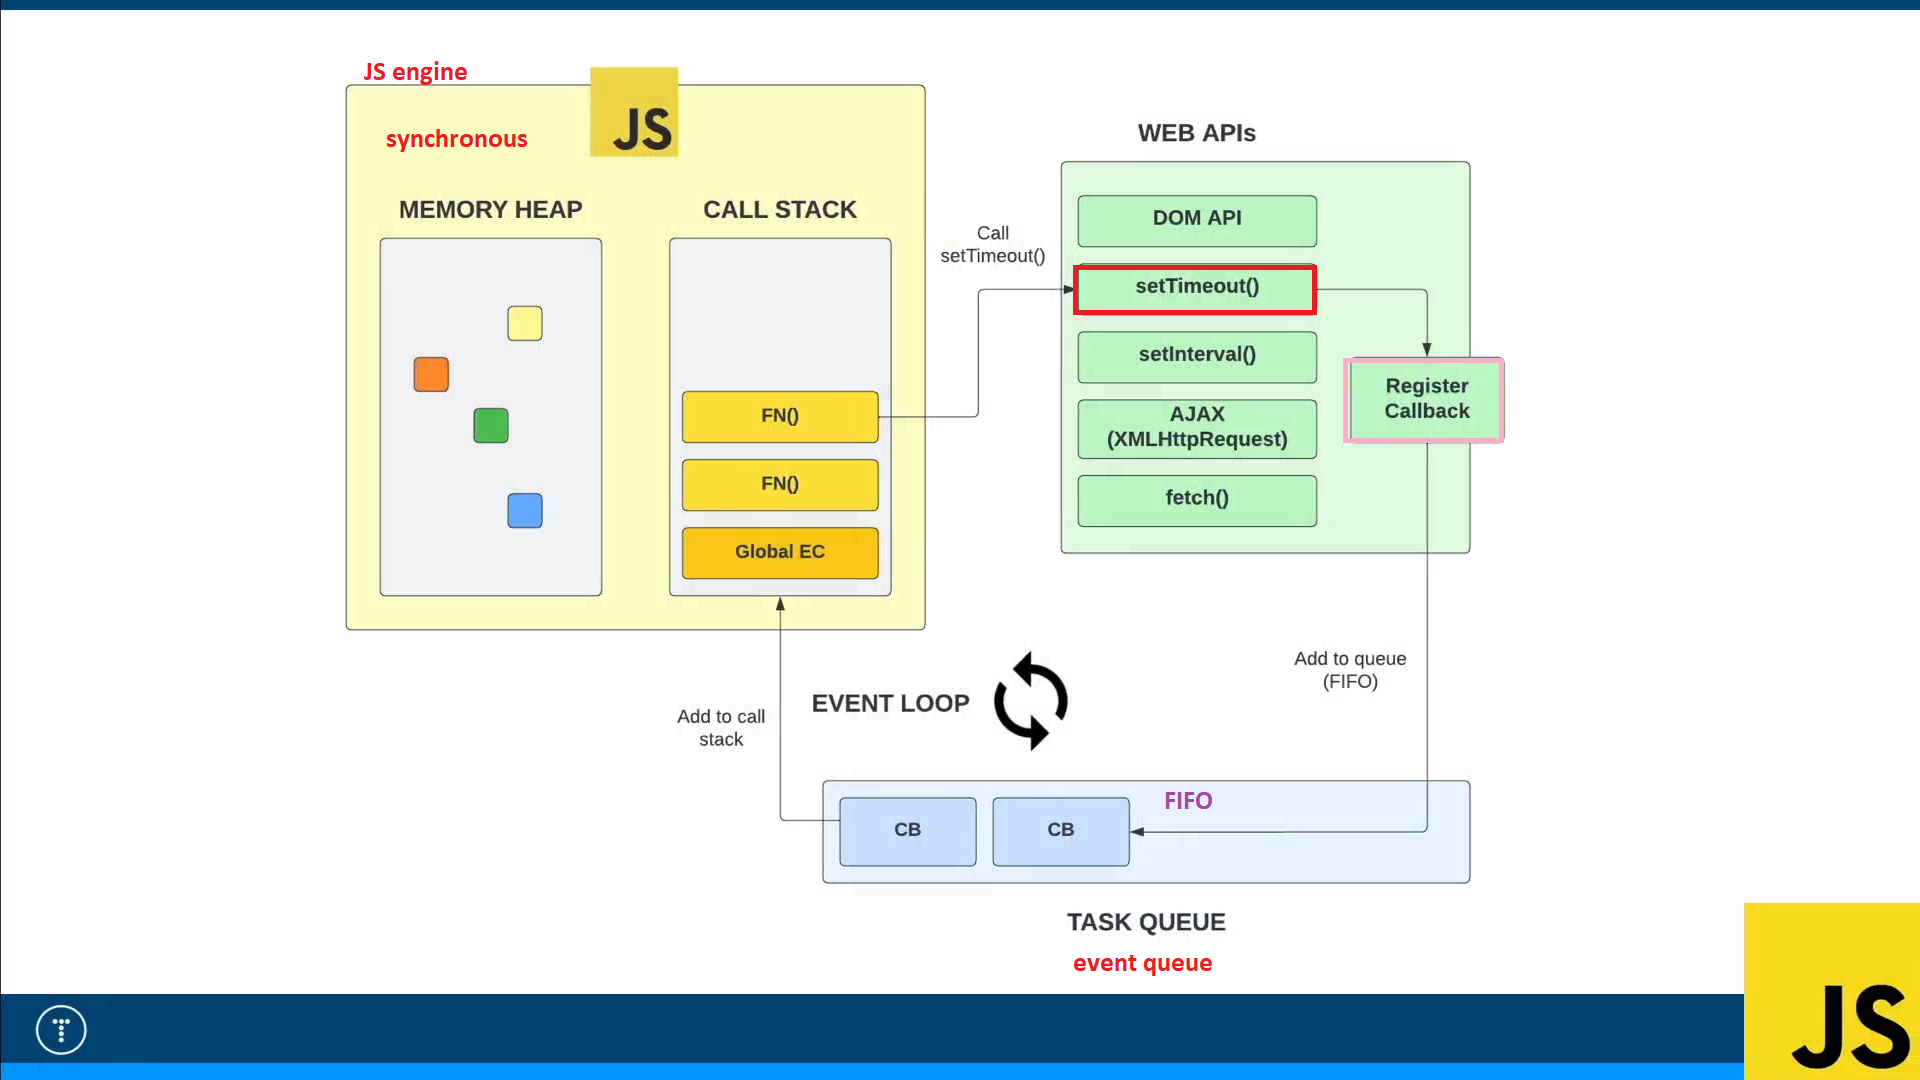 JS engine
JS
synchronous
MEMORY HEAP
CALL STACK
FN()
FN()
Global EC
Call
setTimeout()
WEB APIs
DOM API
setTimeout()
setInterval()
AJAX
(XMLHttpRequest)
fetch()
Register
Callback
Add to queue
(FIFO)
EVENT LOOP
Add to call
stack
CB
CB
FIFO
TASK QUEUE
event queue
T
JS